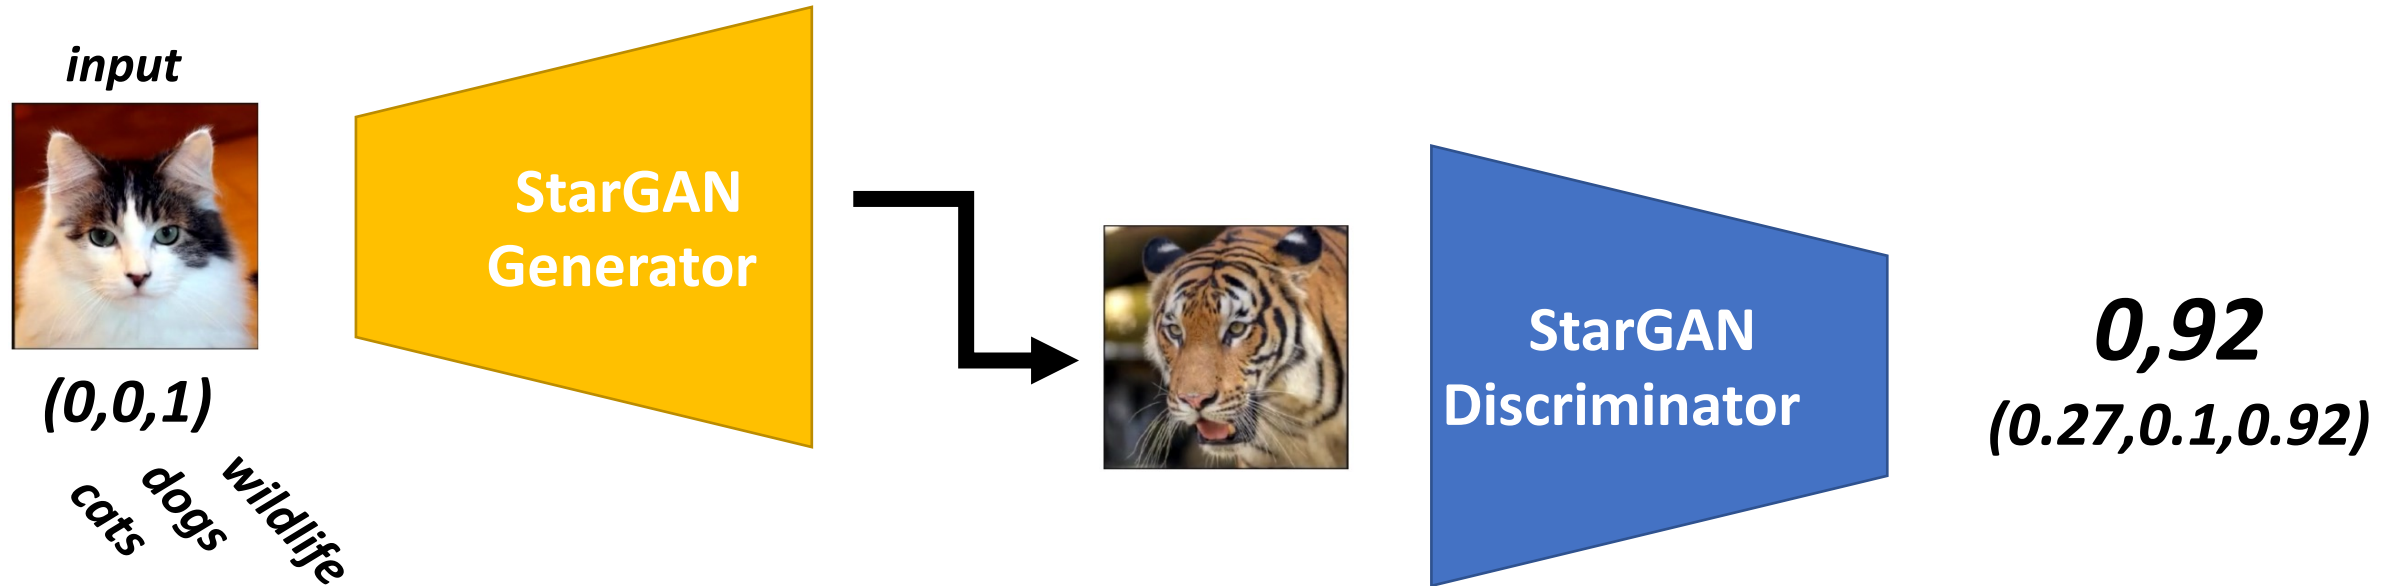 input
(0,0,1)
cats
dogs
wildlife
StarGAN
Generator
StarGAN
Discriminator
0,92
(0.27,0.1,0.92)